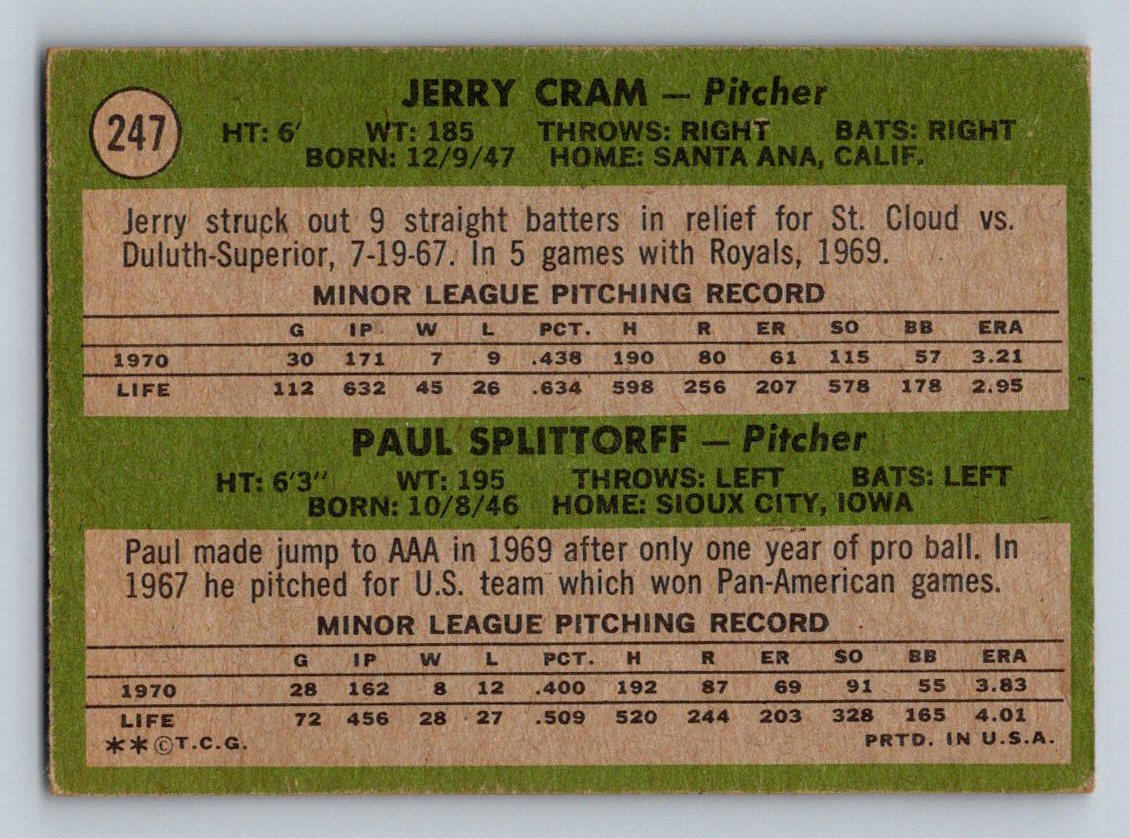 247
JERRY CRAM — Pitcher
HT: 6' WT: 185 THROWS: RIGHT BATS: RIGHT
BORN: 12/9/47 HOME: SANTA ANA, CALIF.
Jerry struck out 9 straight batters in relief for St. Cloud vs.
Duluth-Superior, 7-19-67. In 5 games with Royals, 1969.
MINOR LEAGUE PITCHING RECORD
G IP W L PCT. H R ER SO BB ERA
1970 30 171 7 9 .438 190 80 61 115 57 3.21
LIFE 112 632 45 26 .634 598 256 207 578 178 2.95
PAUL SPLITTORFF — Pitcher
HT: 6'3" WT: 195 THROWS: LEFT BATS: LEFT
BORN: 10/8/46 HOME: SIOUX CITY, IOWA
Paul made jump to AAA in 1969 after only one year of pro ball. In
1967 he pitched for U.S. team which won Pan-American games.
MINOR LEAGUE PITCHING RECORD
G IP W L PCT. H R ER SO BB ERA
1970 28 162 8 12 .400 192 87 69 91 55 3.83
LIFE 72 456 28 27 .509 520 244 203 328 165 4.01
**©T.C.G. PRTD. IN U.S.A.